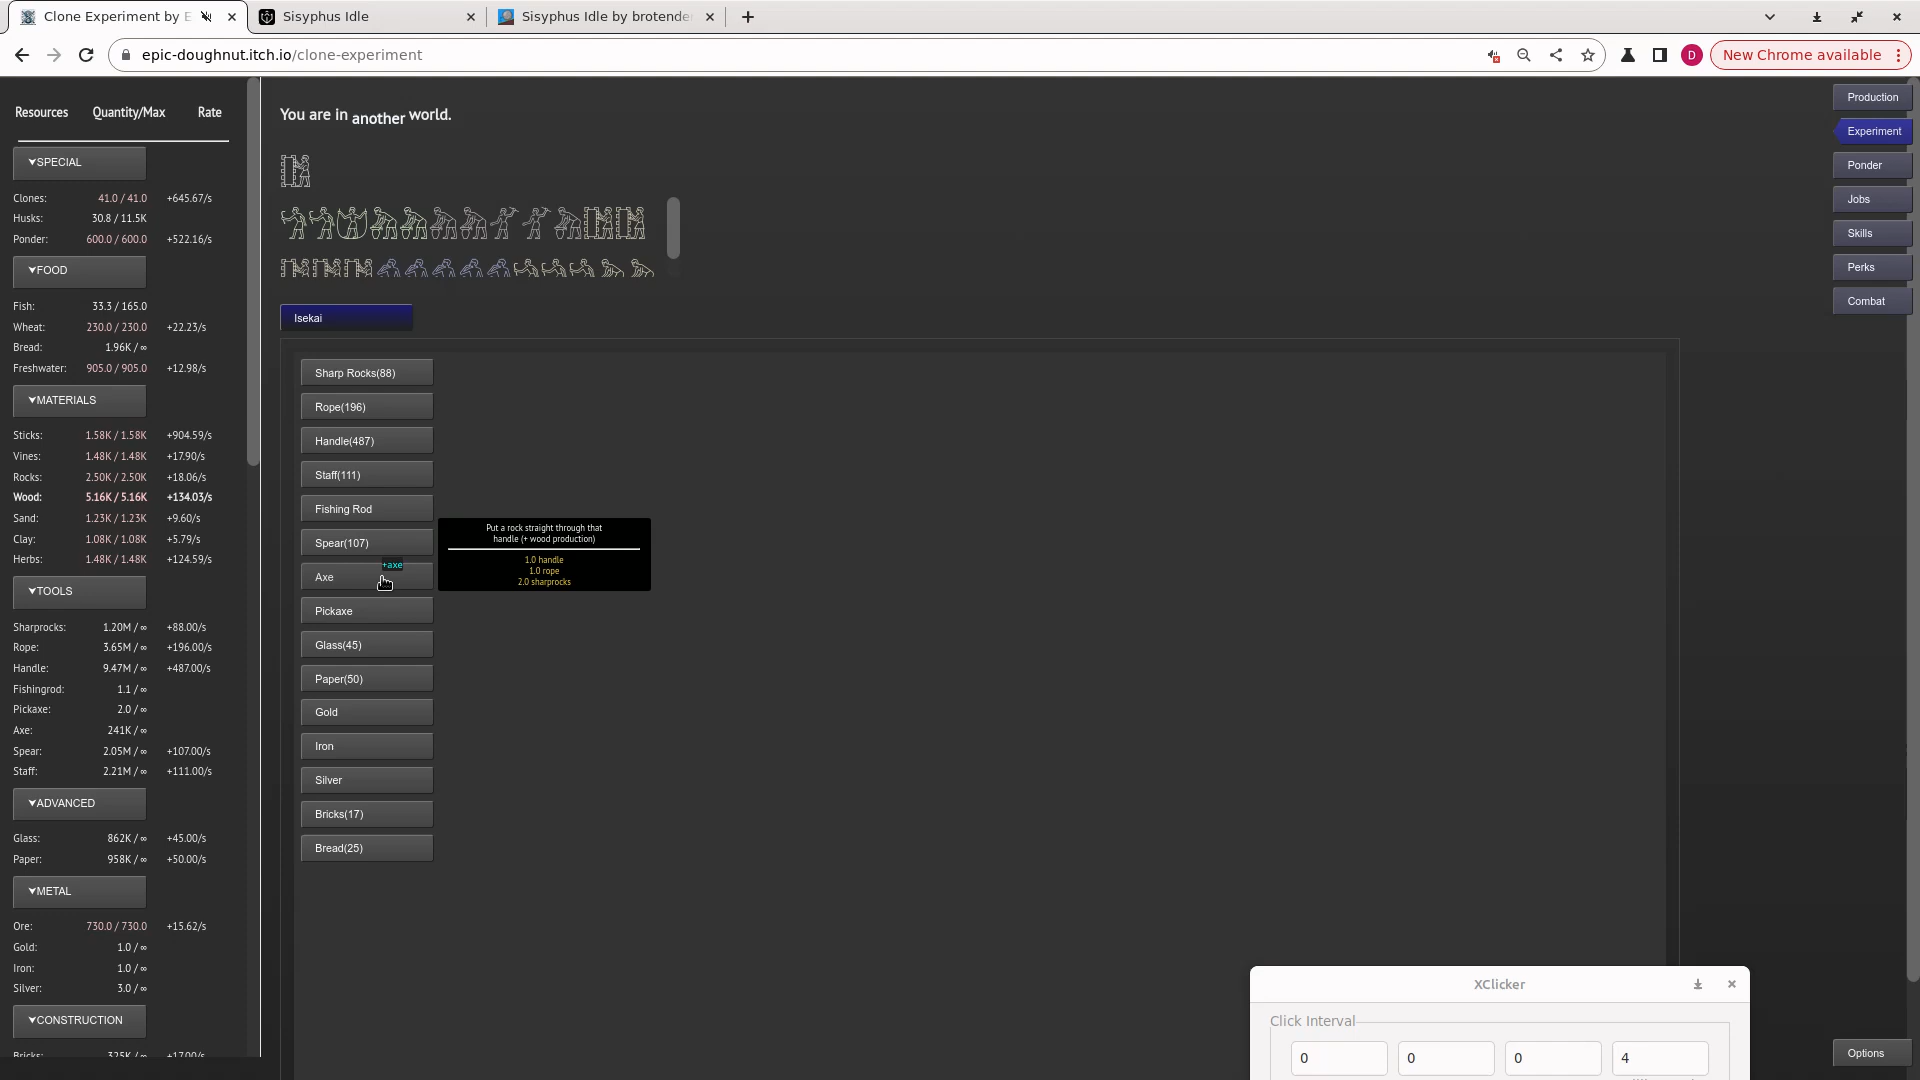 Clone Experiment by E
Sisyphus Idle
Sisyphus Idle by brotende
epic-doughnut.itch.io/clone-experiment
D
New Chrome available
Resources Quantity/Max Rate
▼SPECIAL
Clones: 41.0 / 41.0 +645.67/s
Husks: 30.8 / 11.5K
Ponder: 600.0 / 600.0 +522.16/s
▼FOOD
Fish: 33.3 / 165.0
Wheat: 230.0 / 230.0 +22.23/s
Bread: 1.96K / ∞
Freshwater: 905.0 / 905.0 +12.98/s
▼MATERIALS
Sticks: 1.58K / 1.58K +904.59/s
Vines: 1.48K / 1.48K +17.90/s
Rocks: 2.50K / 2.50K +18.06/s
Wood: 5.16K / 5.16K +134.03/s
Sand: 1.23K / 1.23K +9.60/s
Clay: 1.08K / 1.08K +5.79/s
Herbs: 1.48K / 1.48K +124.59/s
▼TOOLS
Sharprocks: 1.20M / ∞ +88.00/s
Rope: 3.65M / ∞ +196.00/s
Handle: 9.47M / ∞ +487.00/s
Fishingrod: 1.1 / ∞
Pickaxe: 2.0 / ∞
Axe: 241K / ∞
Spear: 2.05M / ∞ +107.00/s
Staff: 2.21M / ∞ +111.00/s
▼ADVANCED
Glass: 862K / ∞ +45.00/s
Paper: 958K / ∞ +50.00/s
▼METAL
Ore: 730.0 / 730.0 +15.62/s
Gold: 1.0 / ∞
Iron: 1.0 / ∞
Silver: 3.0 / ∞
▼CONSTRUCTION
Bricks: 325K / ∞ +17.00/s
You are in another world.
Isekai
Sharp Rocks(88)
Rope(196)
Handle(487)
Staff(111)
Fishing Rod
Spear(107)
+axe
Axe
Pickaxe
Glass(45)
Paper(50)
Gold
Iron
Silver
Bricks(17)
Bread(25)
Put a rock straight through that
handle (+ wood production)
1.0 handle
1.0 rope
2.0 sharprocks
Production
Experiment
Ponder
Jobs
Skills
Perks
Combat
Options
XClicker
Click Interval
0 0 0 4